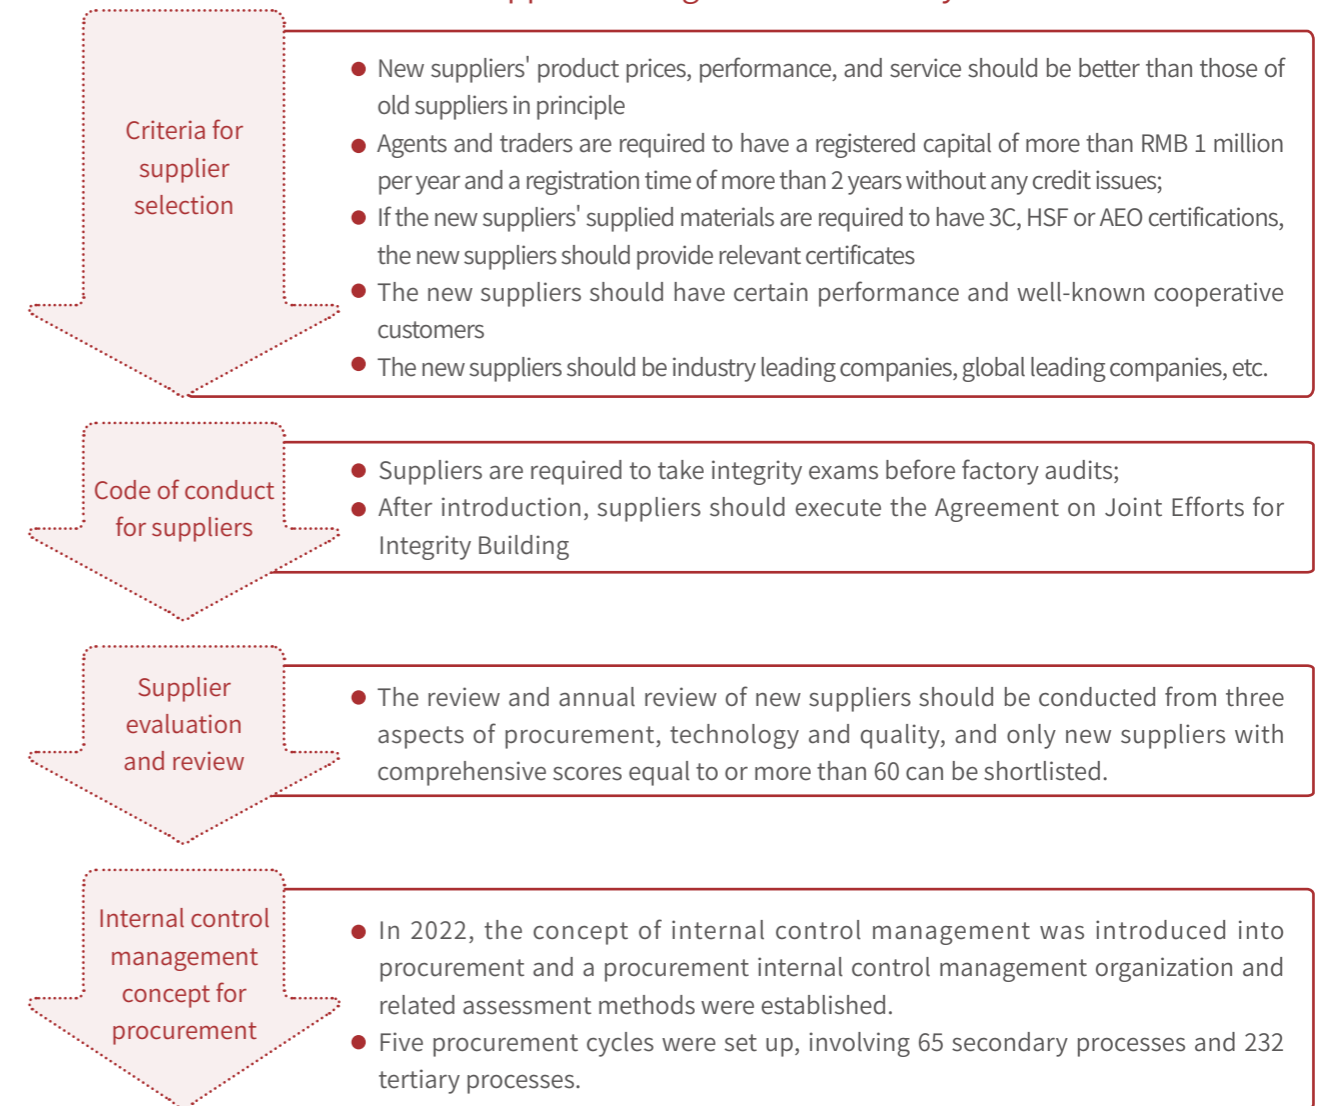 Criteria for
supplier
selection
New suppliers' product prices, performance, and service should be better than those of
old suppliers in principle
Agents and traders are required to have a registered capital of more than RMB 1 million
per year and a registration time of more than 2 years without any credit issues;
If the new suppliers' supplied materials are required to have 3C, HSF or AEO certifications,
the new suppliers should provide relevant certificates
The new suppliers should have certain performance and well-known cooperative
customers
The new suppliers should be industry leading companies, global leading companies, etc.
Code of conduct
for suppliers
Suppliers are required to take integrity exams before factory audits;
After introduction, suppliers should execute the Agreement on Joint Efforts for
Integrity Building
Supplier
evaluation
and review
The review and annual review of new suppliers should be conducted from three
aspects of procurement, technology and quality, and only new suppliers with
comprehensive scores equal to or more than 60 can be shortlisted.
Internal control
management
concept for
procurement
In 2022, the concept of internal control management was introduced into
procurement and a procurement internal control management organization and
related assessment methods were established.
Five procurement cycles were set up, involving 65 secondary processes and 232
tertiary processes.